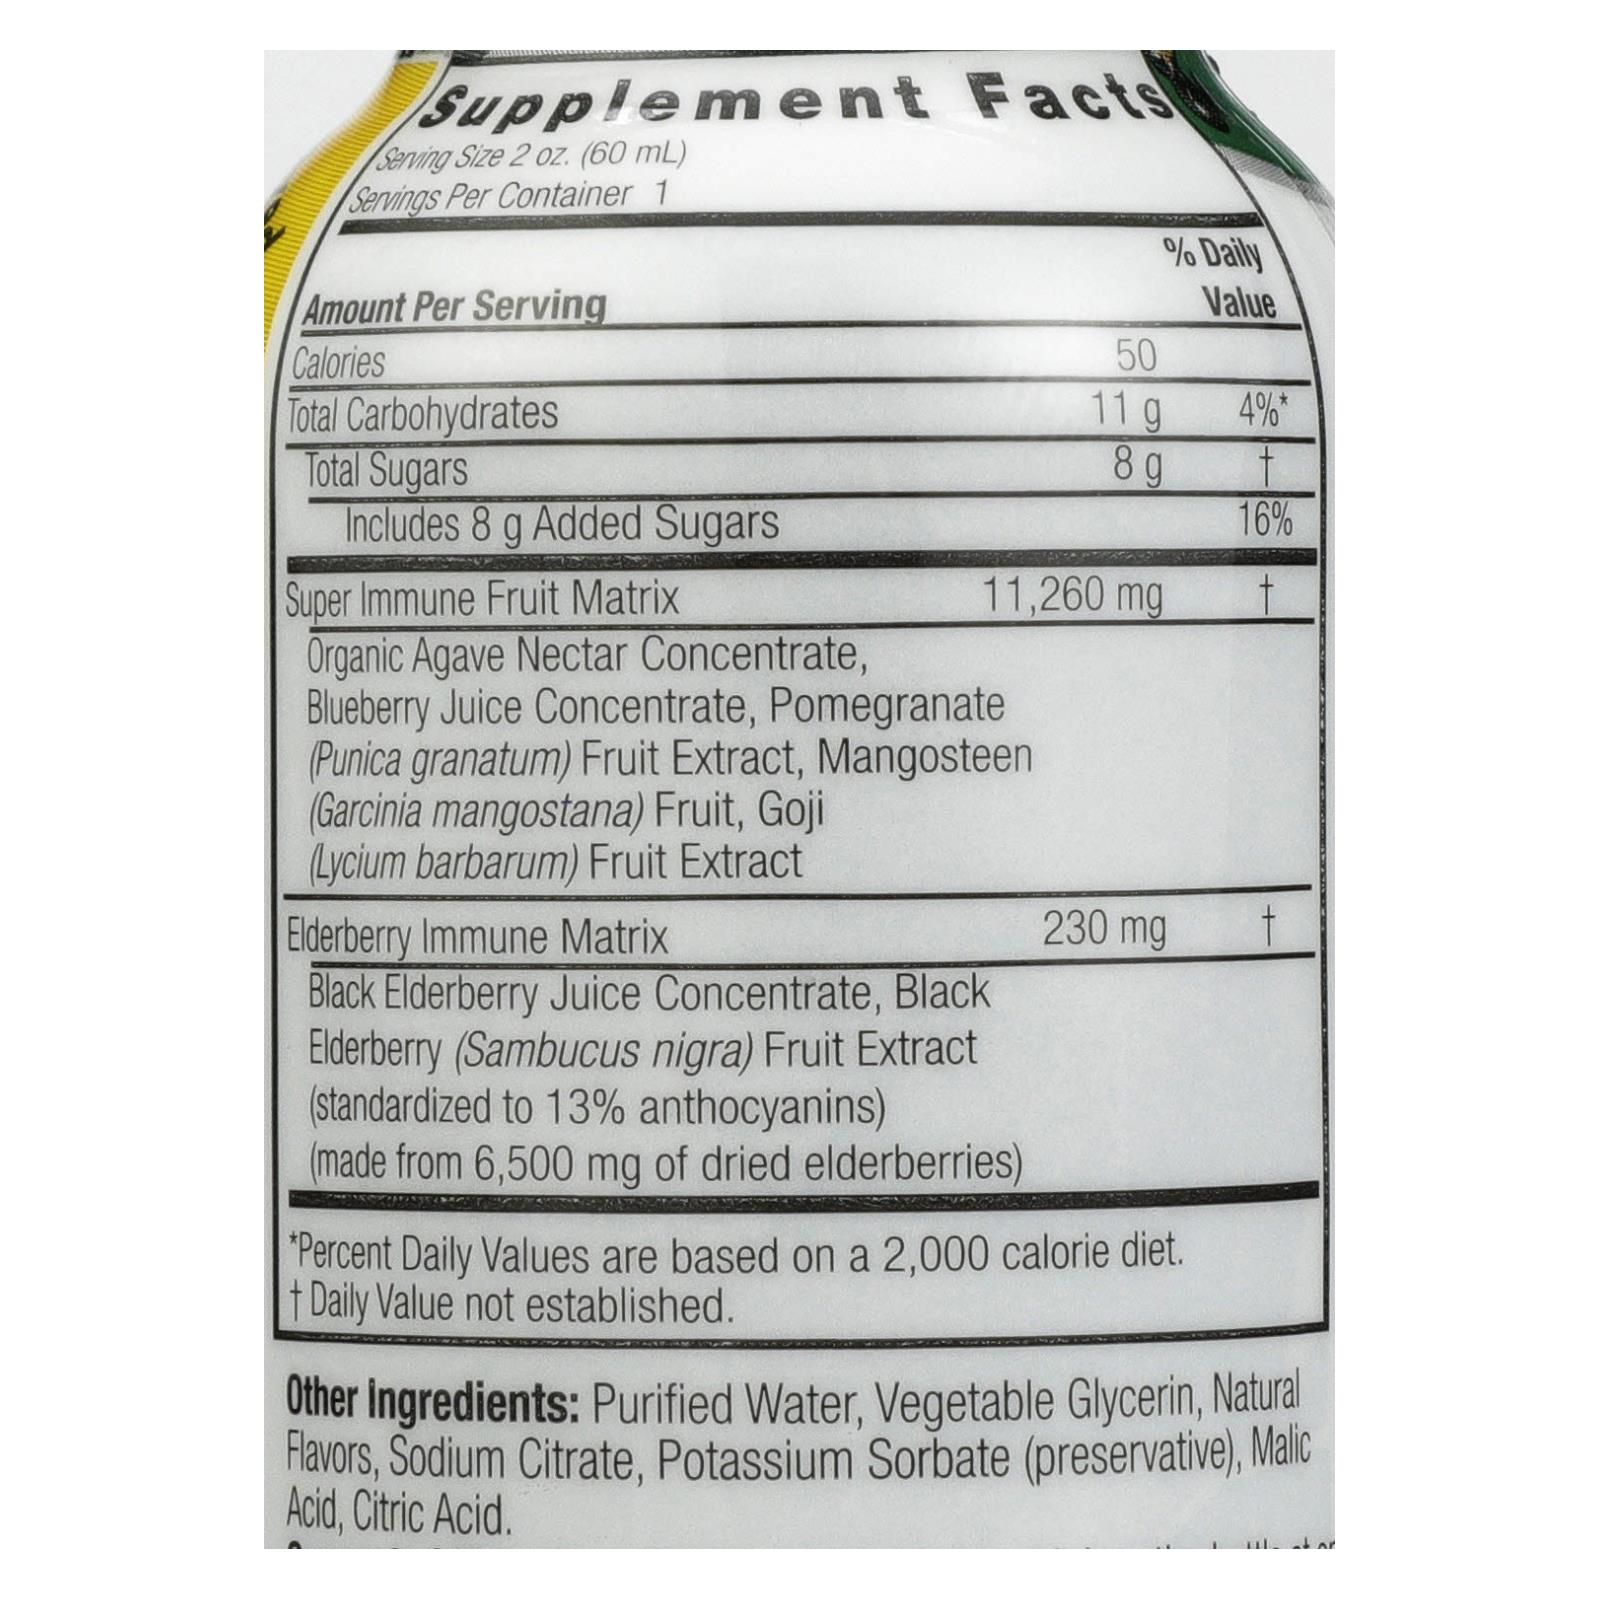 Supplement Facts
Serving Size 2 oz. (60 mL)
Servings Per Container 1
% Daily
Amount Per Serving Value
Calories 50
Total Carbohydrates 11 g 4%*
Total Sugars 8 g †
Includes 8 g Added Sugars 16%
Super Immune Fruit Matrix 11,260 mg †
Organic Agave Nectar Concentrate,
Blueberry Juice Concentrate, Pomegranate
(Punica granatum) Fruit Extract, Mangosteen
(Garcinia mangostana) Fruit, Goji
(Lycium barbarum) Fruit Extract
Elderberry Immune Matrix 230 mg †
Black Elderberry Juice Concentrate, Black
Elderberry (Sambucus nigra) Fruit Extract
(standardized to 13% anthocyanins)
(made from 6,500 mg of dried elderberries)
*Percent Daily Values are based on a 2,000 calorie diet.
† Daily Value not established.
Other Ingredients: Purified Water, Vegetable Glycerin, Natural
Flavors, Sodium Citrate, Potassium Sorbate (preservative), Malic
Acid, Citric Acid.